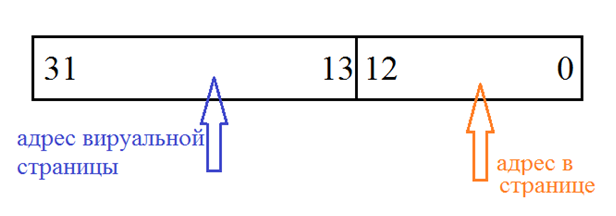 31 13 12 0
адрес вируальной
страницы
адрес в
странице